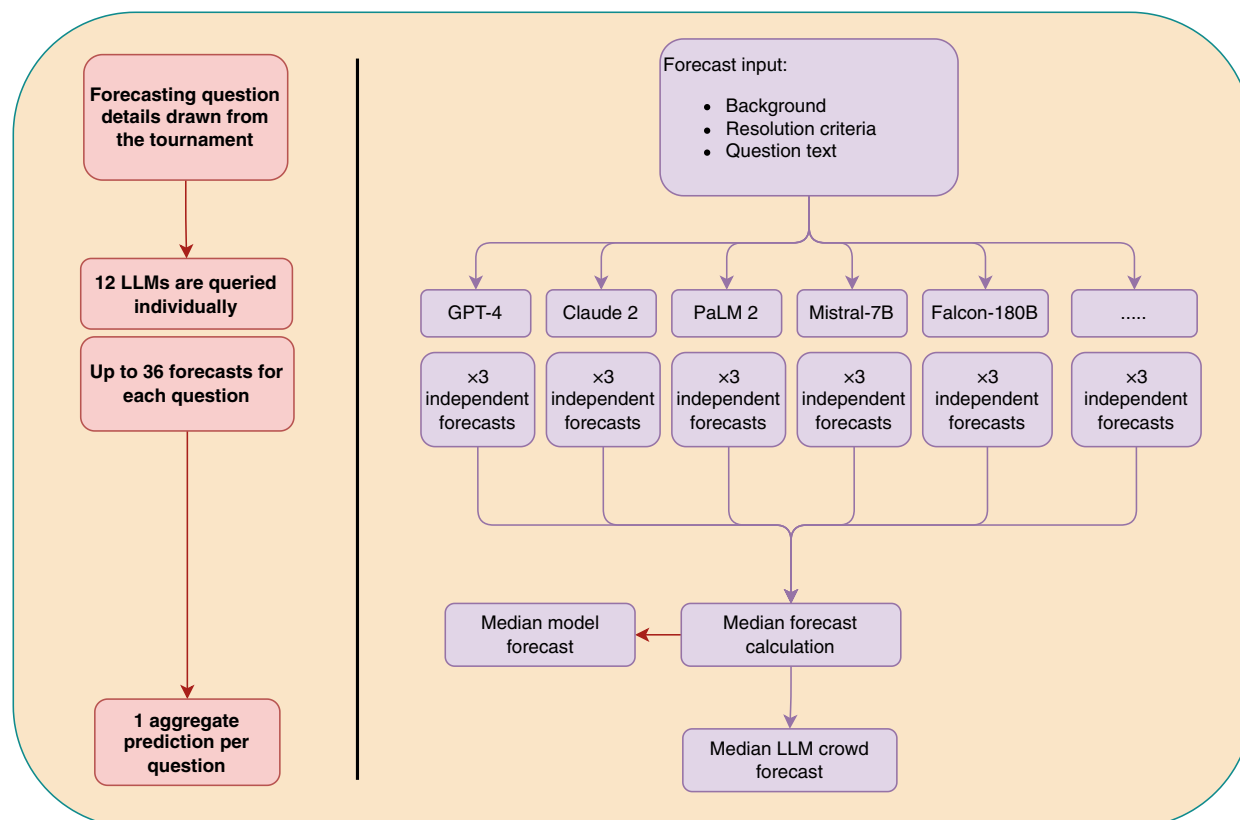 Forecasting question
details drawn from
the tournament
12 LLMs are queried
individually
Up to 36 forecasts for
each question
1 aggregate
prediction per
question
Forecast input:
• Background
• Resolution criteria
• Question text
GPT-4
Claude 2
PaLM 2
Mistral-7B
Falcon-180B
.....
×3
independent
forecasts
×3
independent
forecasts
×3
independent
forecasts
×3
independent
forecasts
×3
independent
forecasts
×3
independent
forecasts
Median model
forecast
Median forecast
calculation
Median LLM crowd
forecast